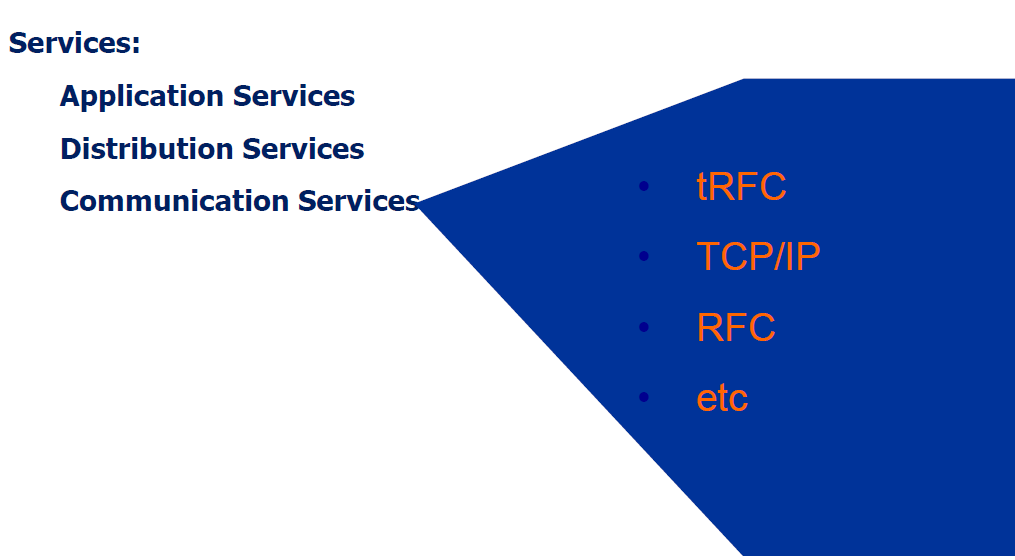 Services:
Application Services
Distribution Services
Communication Services
• tRFC
• TCP/IP
• RFC
• etc